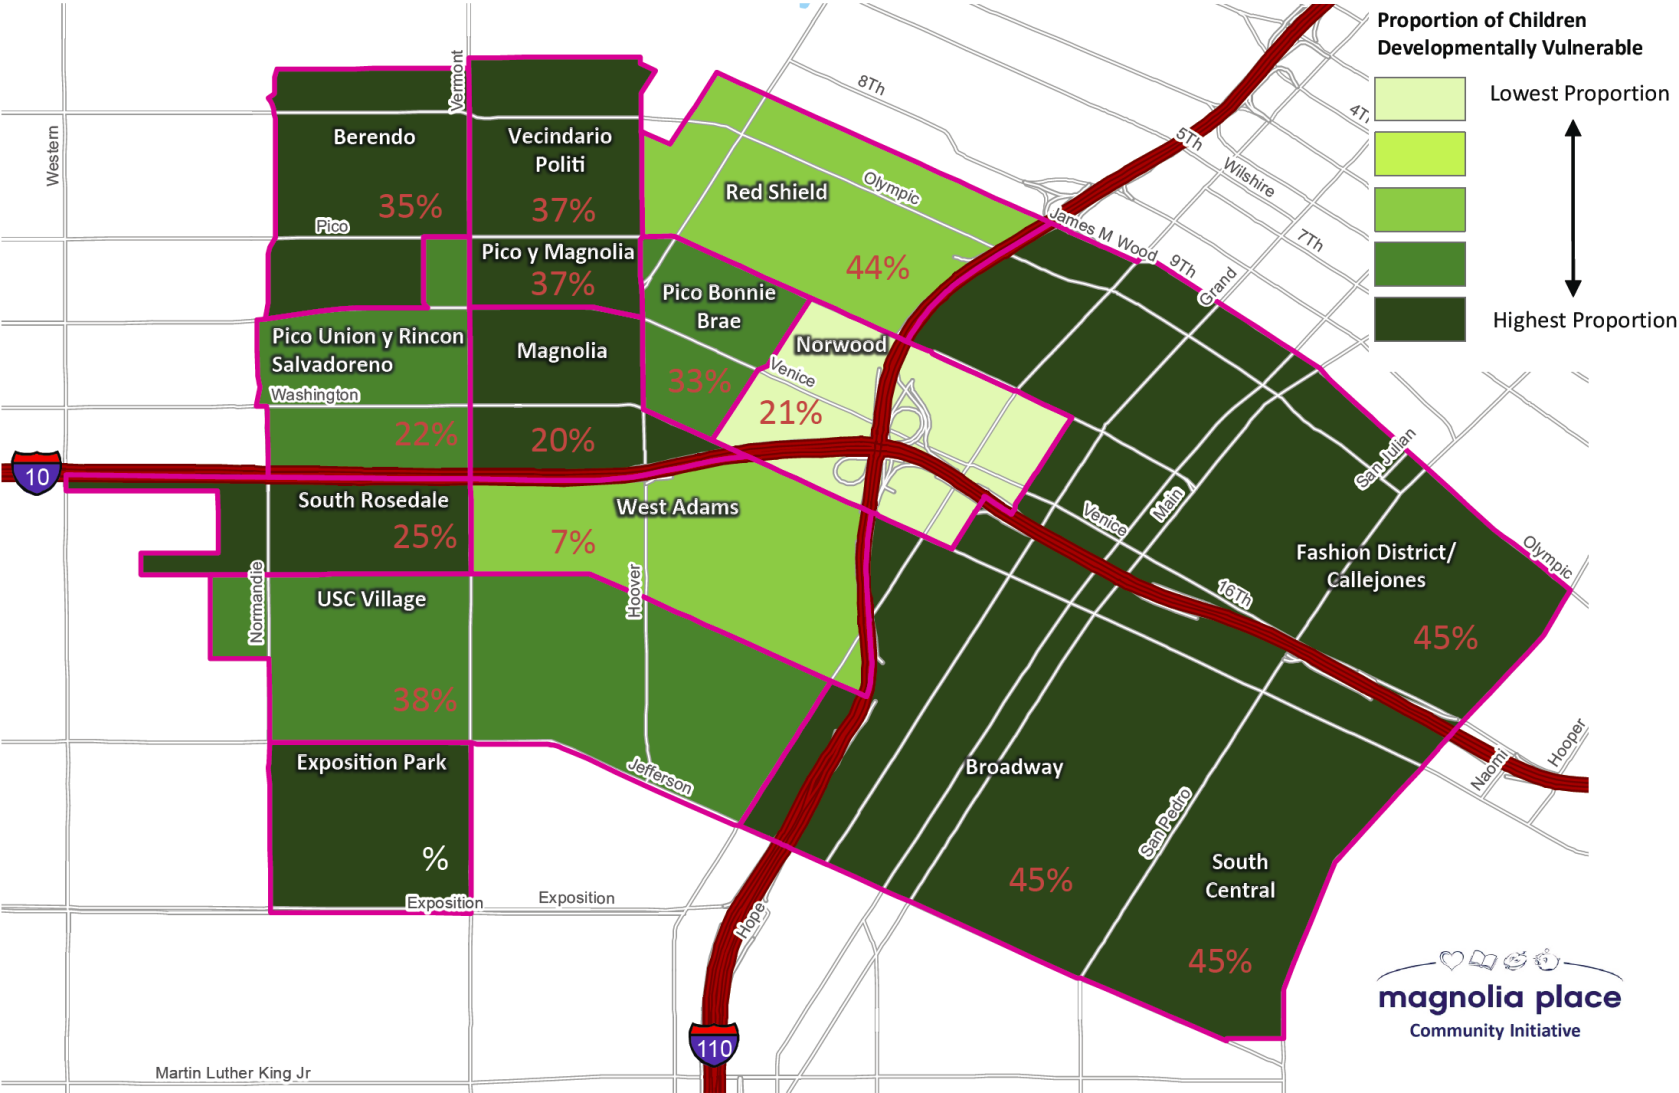 Proportion of Children
Developmentally Vulnerable
Lowest Proportion
Highest Proportion
8Th
4Th
5Th
Wilshire
7Th
Vermont
Western
Berendo
35%
Vecindario
Politi
37%
Red Shield
Olympic
44%
James M Wood
9Th
Grand
Pico
Pico y Magnolia
37%
Pico Bonnie
Brae
33%
Norwood
Venice
21%
Pico Union y Rincon
Salvadoreno
Washington
22%
Magnolia
20%
10
South Rosedale
25%
West Adams
7%
Venice
Main
San Julian
Olympic
Fashion District/
Callejones
45%
16Th
Normandie
USC Village
38%
Hoover
Jefferson
Exposition Park
%
Exposition
Exposition
Broadway
45%
San Pedro
South
Central
45%
Naomi
Hooper
Hope
110
Martin Luther King Jr
magnolia place
Community Initiative